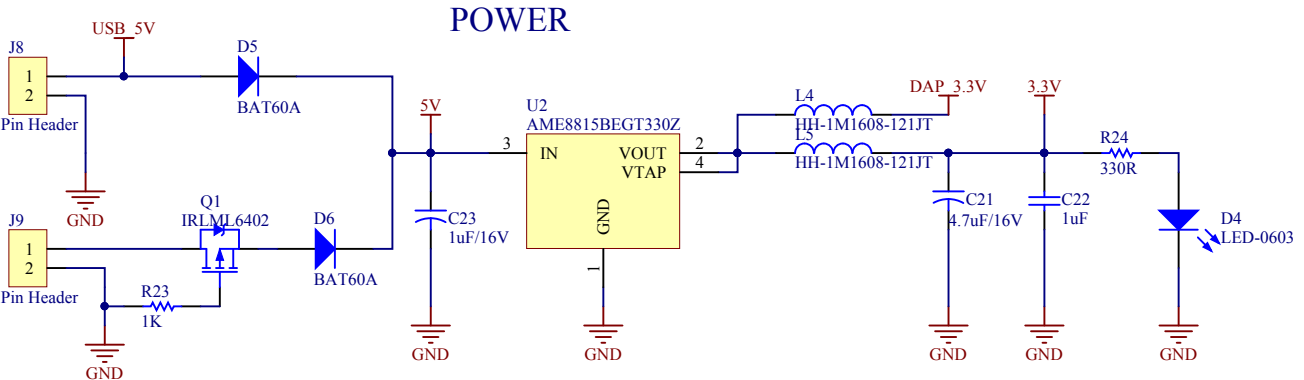 POWER
USB_5V
J8
1
2
Pin Header
GND
D5
BAT60A
J9
1
2
Pin Header
GND
Q1
IRLML6402
R23
1K
D6
BAT60A
5V
C23
1uF/16V
GND
U2
AME8815BEGT330Z
3
IN
VOUT
2
VTAP
4
GND
1
GND
L4
HH-1M1608-121JT
L5
HH-1M1608-121JT
DAP_3.3V
3.3V
C21
4.7uF/16V
GND
C22
1uF
GND
R24
330R
D4
LED-0603
GND